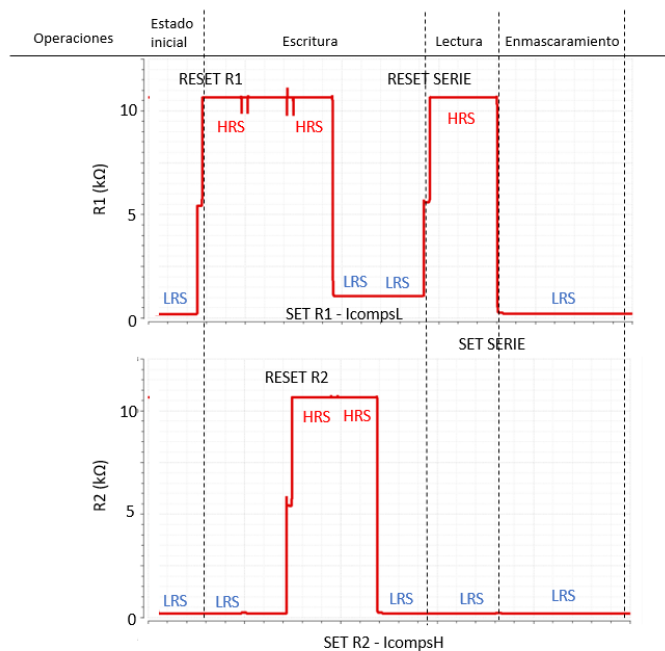 Operaciones
Estado
inicial
Escritura
Lectura
Enmascaramiento
RESET R1
RESET SERIE
10
HRS
HRS
HRS
R1 (kΩ)
5
LRS
LRS
LRS
LRS
0
SET R1 - IcompsL
SET SERIE
RESET R2
10
HRS
HRS
R2 (kΩ)
5
LRS
LRS
LRS
LRS
LRS
0
SET R2 - IcompsH